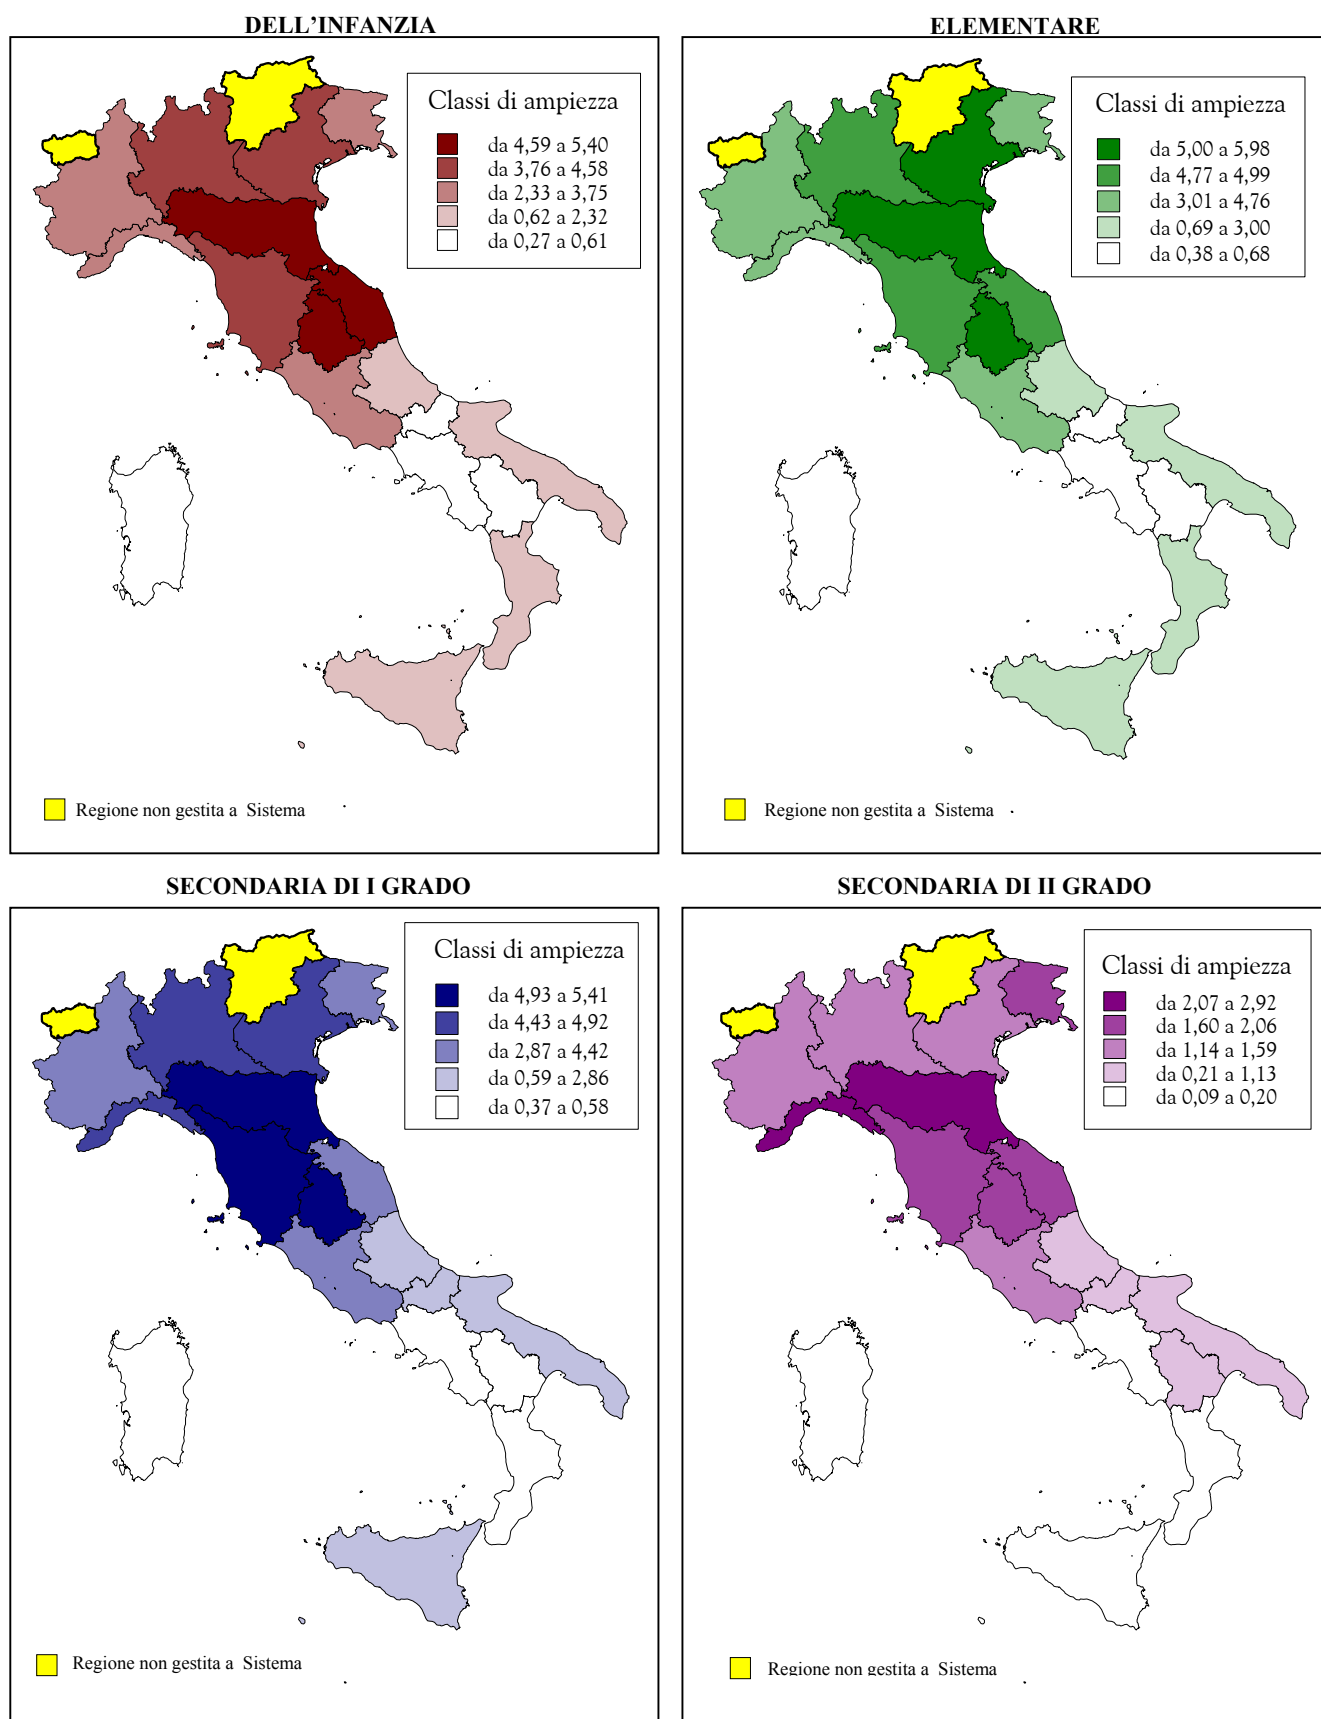 DELL'INFANZIA
Classi di ampiezza
da 4,59 a 5,40
da 3,76 a 4,58
da 2,33 a 3,75
da 0,62 a 2,32
da 0,27 a 0,61
Regione non gestita a Sistema
ELEMENTARE
Classi di ampiezza
da 5,00 a 5,98
da 4,77 a 4,99
da 3,01 a 4,76
da 0,69 a 3,00
da 0,38 a 0,68
Regione non gestita a Sistema
SECONDARIA DI I GRADO
Classi di ampiezza
da 4,93 a 5,41
da 4,43 a 4,92
da 2,87 a 4,42
da 0,59 a 2,86
da 0,37 a 0,58
Regione non gestita a Sistema
SECONDARIA DI II GRADO
Classi di ampiezza
da 2,07 a 2,92
da 1,60 a 2,06
da 1,14 a 1,59
da 0,21 a 1,13
da 0,09 a 0,20
Regione non gestita a Sistema